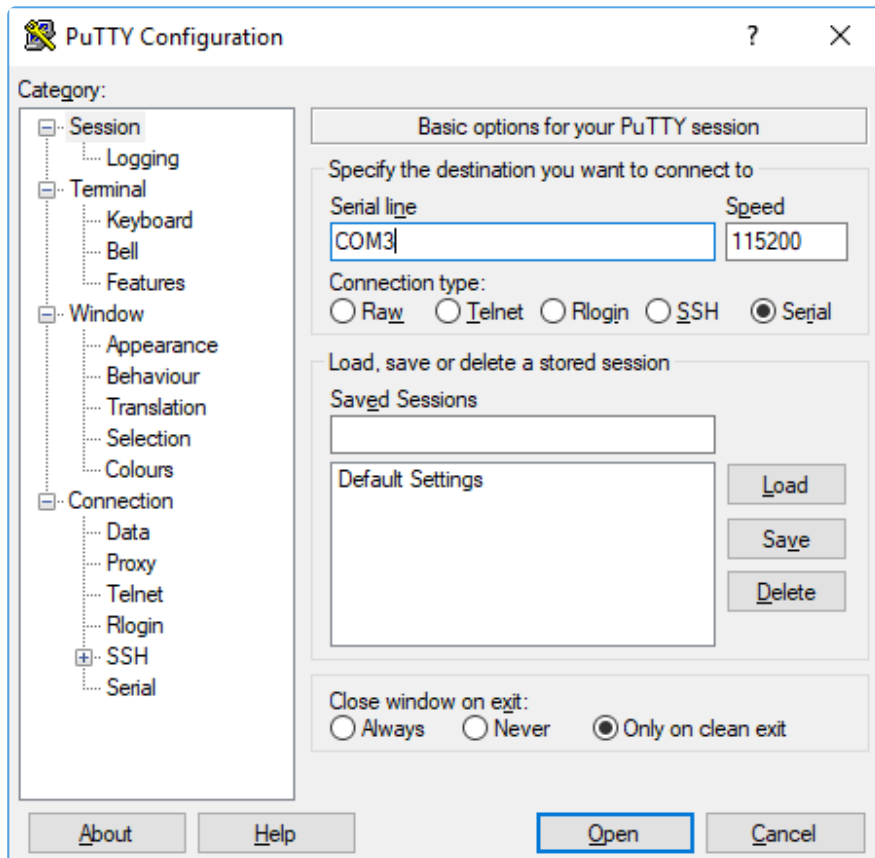 PuTTY Configuration
?
Category:
Session
Logging
Terminal
Keyboard
Bell
Features
Window
Appearance
Behaviour
Translation
Selection
Colours
Connection
Data
Proxy
Telnet
Rlogin
SSH
Serial
Basic options for your PuTTY session
Specify the destination you want to connect to
Serial line Speed
COM3 115200
Connection type:
Raw Telnet Rlogin SSH Serial
Load, save or delete a stored session
Saved Sessions
Default Settings
Load
Save
Delete
Close window on exit:
Always Never Only on clean exit
About Help Open Cancel